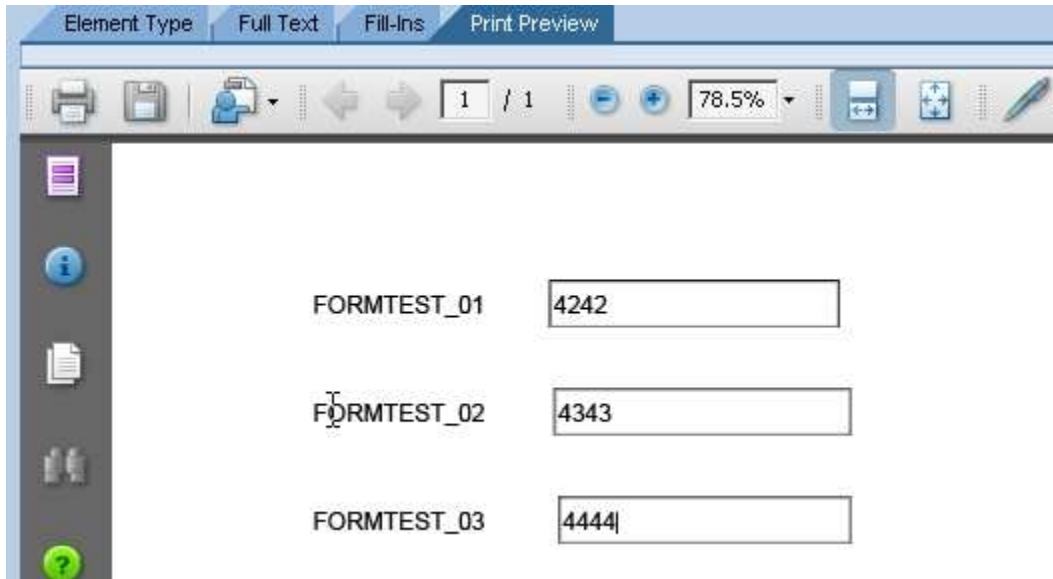 Element Type Full Text Fill-Ins Print Preview
1 / 1 78.5%
FORMTEST_01 4242
FORMTEST_02 4343
FORMTEST_03 4444